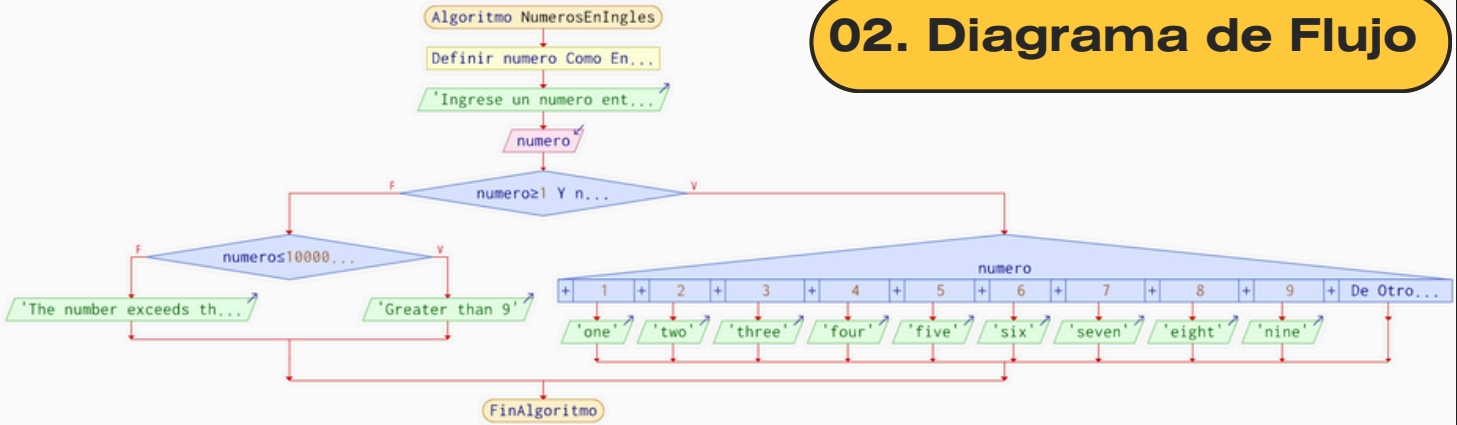 02. Diagrama de Flujo
Algoritmo NumerosEnIngles
Definir numero Como En...
'Ingrese un numero ent...
numero
numero≥1 Y n...
F
V
numero≤10000...
F
V
'The number exceeds th...
'Greater than 9'
numero
+ 1 + 2 + 3 + 4 + 5 + 6 + 7 + 8 + 9 + De Otro...
'one' 'two' 'three' 'four' 'five' 'six' 'seven' 'eight' 'nine'
FinAlgoritmo